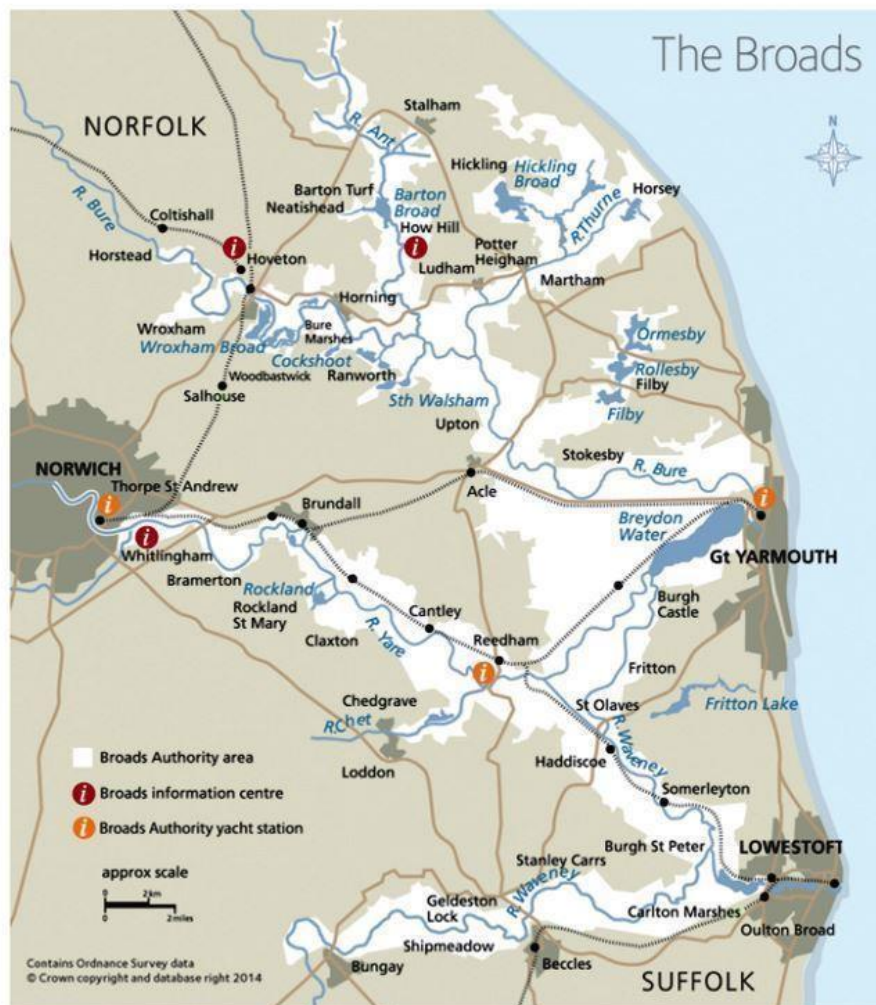 The Broads
NORFOLK
N
Stalham
R. Ant
Hickling
Hickling
Broad
Horsey
R. Bure
Barton Turf
Neatishead
Barton
Broad
R.Thurne
Coltishall
How Hill
Potter
Heigham
Horstead
Hoveton
Ludham
Martham
Horning
Wroxham
Bure
Marshes
Ormesby
Wroxham Broad
Cockshoot
Ranworth
Rollesby
Woodbastwick
Filby
Salhouse
Sth Walsham
Filby
Upton
NORWICH
Stokesby
R. Bure
Thorpe St Andrew
Acle
Brundall
Breydon
Water
Whitlingham
Gt YARMOUTH
Bramerton
Rockland
Rockland
St Mary
Cantley
Burgh
Castle
Claxton
R. Yare
Reedham
Fritton
Chedgrave
St Olaves
Fritton Lake
R.Chet
R.Waveney
Loddon
Haddiscoe
Somerleyton
Broads Authority area
i Broads information centre
i Broads Authority yacht station
Burgh St Peter
LOWESTOFT
Stanley Carrs
approx scale
0 2km
0 2 miles
Geldeston
Lock
R.Waveney
Carlton Marshes
Oulton Broad
Shipmeadow
Bungay
Beccles
SUFFOLK
Contains Ordnance Survey data
© Crown copyright and database right 2014